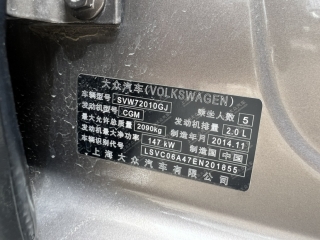 大众汽车(VOLKSWAGEN)
车辆型号 SVW72010GJ 乘坐人数 5
发动机型号 CGM 发动机排量 2.0 L
最大允许总质量 2090kg 制造年月 2014.11
发动机最大净功率 147 kW 制造国 中国
车辆识别代号 LSVC06A47EN201855
上海大众汽车有限公司